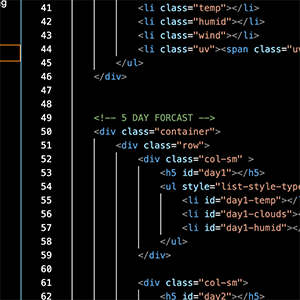 g
41 <li class="temp"></li>
42 <li class="humid"></li>
43 <li class="wind"></li>
44 <li class="uv"><span class="uv
45 </ul>
46 </div>
47
48
49 <!-- 5 DAY FORCAST -->
50 <div class="container">
51 <div class="row">
52 <div class="col-sm" >
53 <h5 id="day1"></h5>
54 <ul style="list-style-type
55 <li id="day1-temp"></l
56 <li id="day1-clouds"><
57 <li id="day1-humid"></
58 </ul>
59 </div>
60
61 <div class="col-sm">
62 <h5 id="day2"></h5>